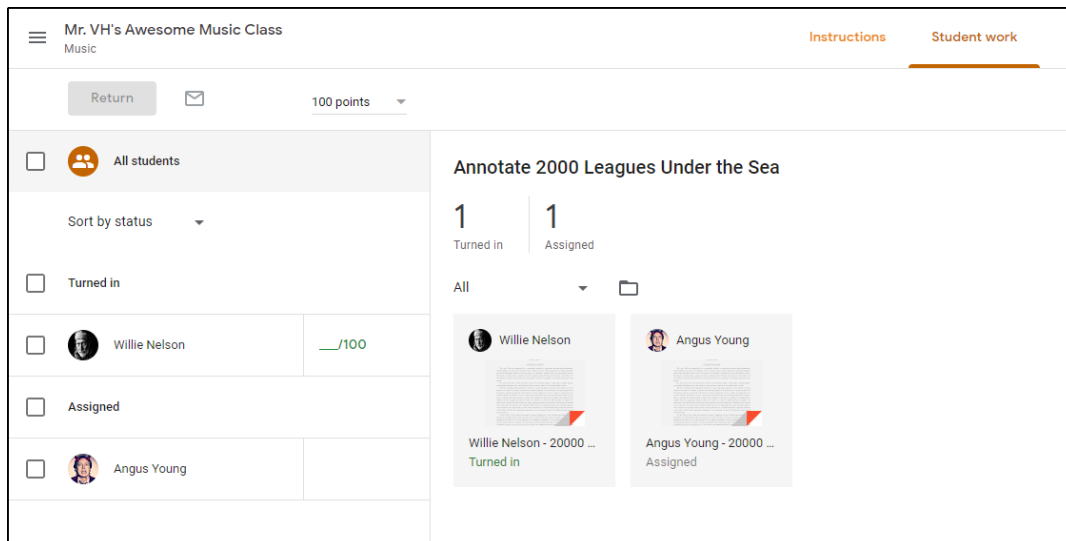 Mr. VH's Awesome Music Class
Music
Instructions
Student work
Return
100 points
All students
Sort by status
Turned in
Willie Nelson
___/100
Assigned
Angus Young
Annotate 2000 Leagues Under the Sea
1
Turned in
1
Assigned
All
Willie Nelson
Willie Nelson - 20000 ...
Turned in
Angus Young
Angus Young - 20000 ...
Assigned